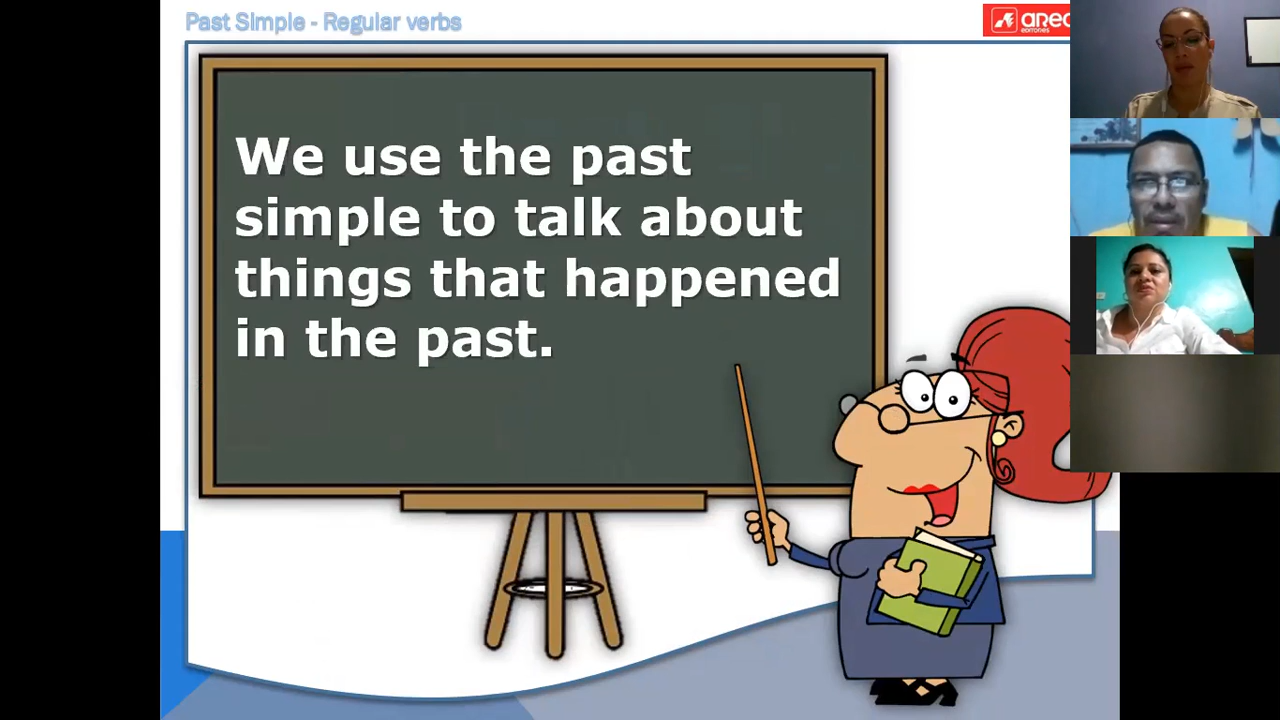 Past Simple - Regular verbs
We use the past
simple to talk about
things that happened
in the past.